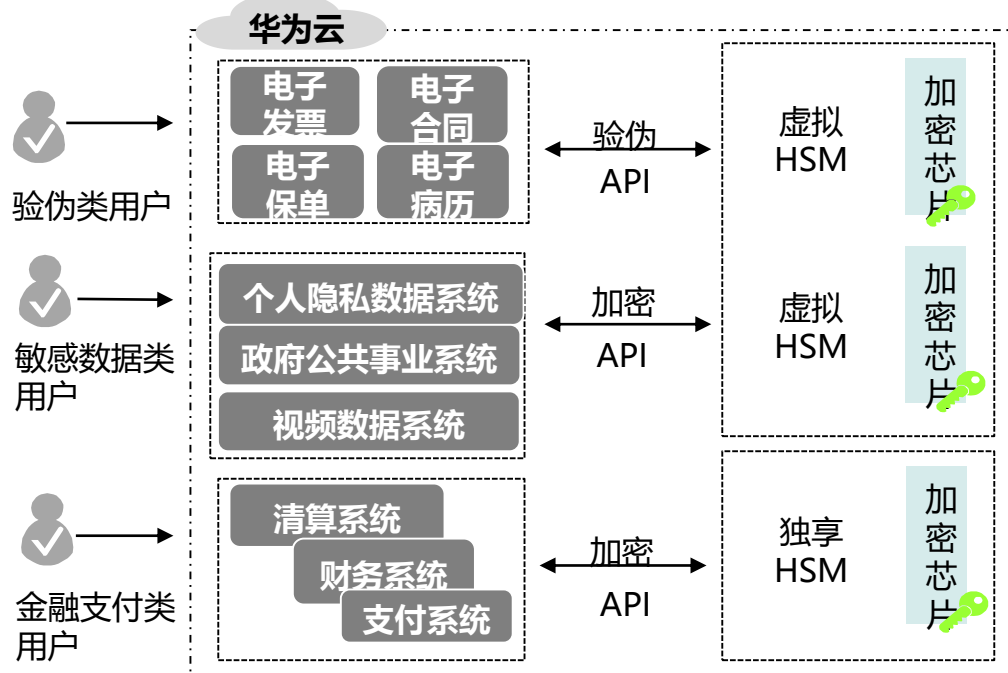 华为云
验伪类用户
电子
发票
电子
合同
电子
保单
电子
病历
验伪
API
虚拟
HSM
加
密
芯
片
敏感数据类
用户
个人隐私数据系统
政府公共事业系统
视频数据系统
加密
API
虚拟
HSM
加
密
芯
片
金融支付类
用户
清算系统
财务系统
支付系统
加密
API
独享
HSM
加
密
芯
片